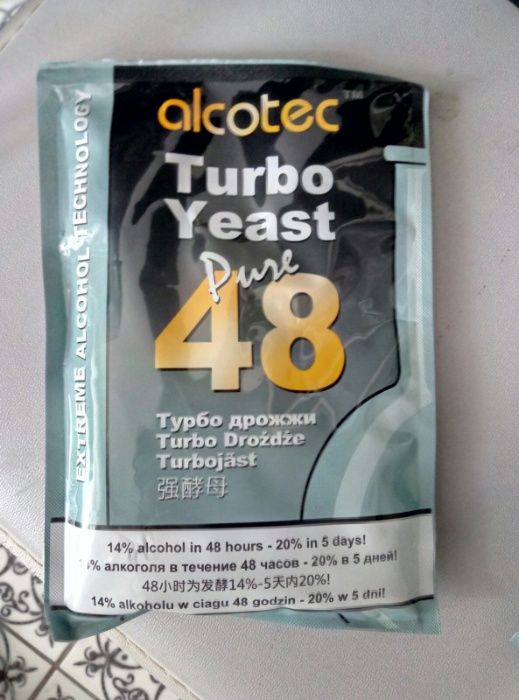 alcotec™
Turbo
Yeast
Pure
48
EXTREME ALCOHOL TECHNOLOGY
Турбо дрожжи
Turbo Drożdże
Turbojäst
强酵母
14% alcohol in 48 hours - 20% in 5 days!
% алкоголя в течение 48 часов - 20% в 5 дней!
48小时为发酵14%-5天内20%!
14% alkoholu w ciągu 48 godzin - 20% w 5 dni!